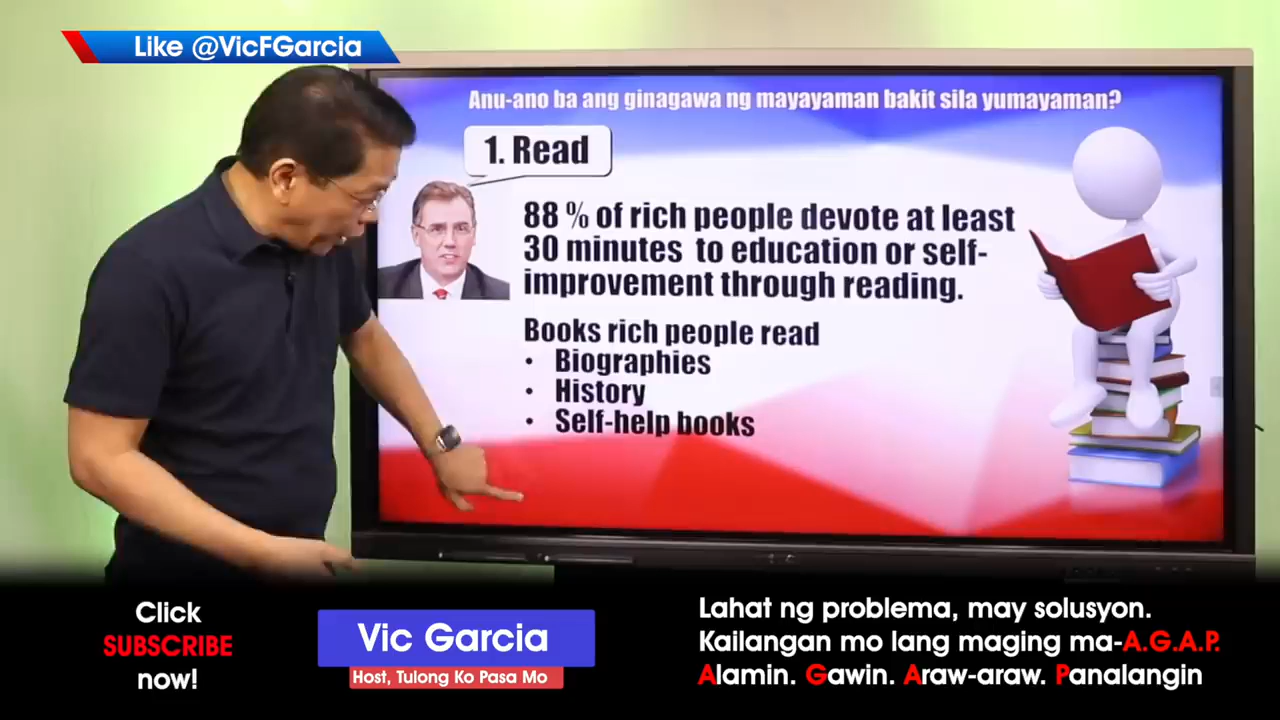 Like @VicFGarcia
Anu-ano ba ang ginagawa ng mayayaman bakit sila yumayaman?
1. Read
88 % of rich people devote at least
30 minutes to education or self-
improvement through reading.
Books rich people read
• Biographies
• History
• Self-help books
Click
SUBSCRIBE
now!
Vic Garcia
Host, Tulong Ko Pasa Mo
Lahat ng problema, may solusyon.
Kailangan mo lang maging ma-A.G.A.P.
Alamin. Gawin. Araw-araw. Panalangin